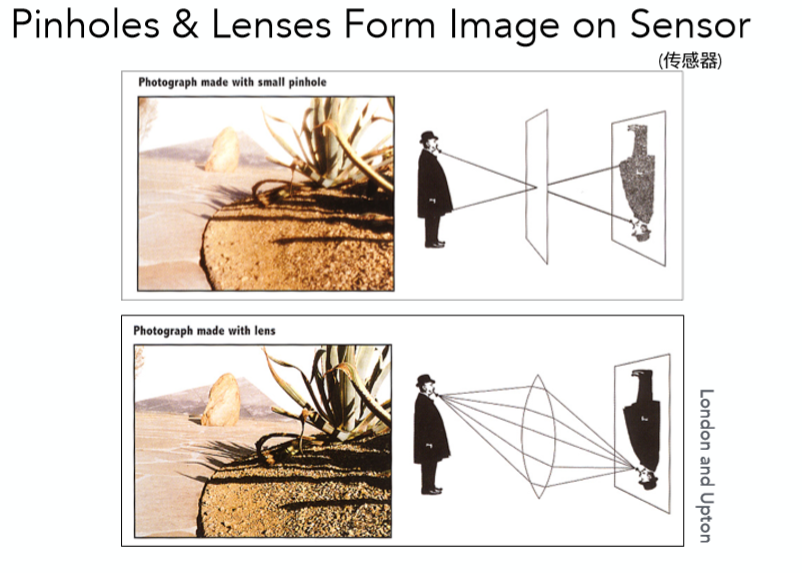 Pinholes & Lenses Form Image on Sensor
(传感器)
Photograph made with small pinhole
Photograph made with lens
London and Upton